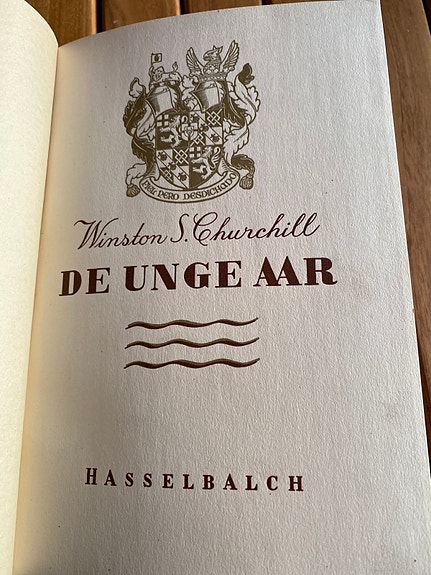 FIEL PERO DESDICHADO
Winston S. Churchill
DE UNGE AAR
HASSELBALCH